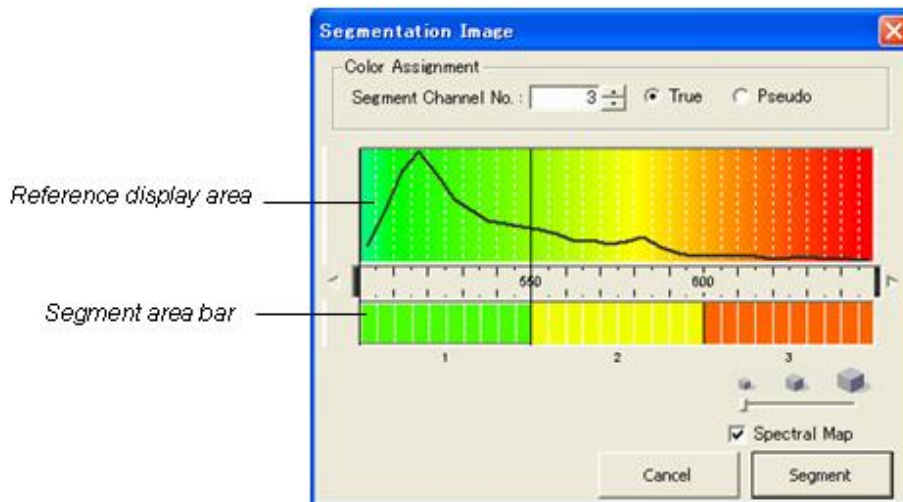 Segmentation Image
Color Assignment
Segment Channel No. : 3 True Pseudo
Reference display area
550 600
Segment area bar
1 2 3
Spectral Map
Cancel Segment